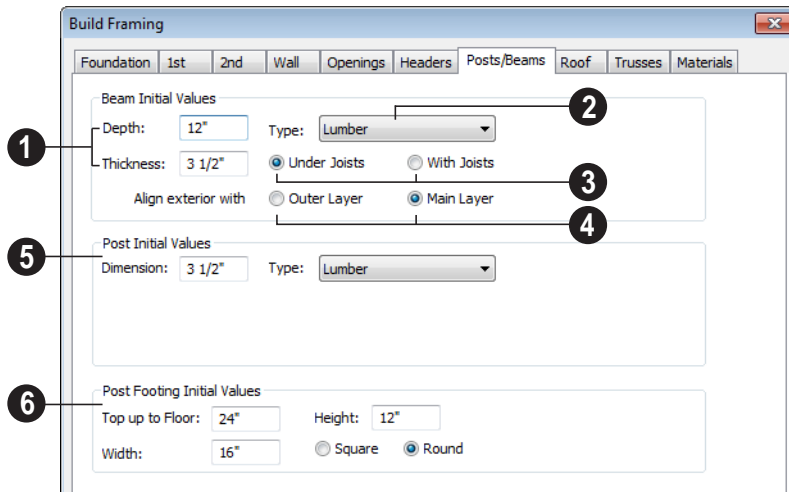 Build Framing
Foundation 1st 2nd Wall Openings Headers Posts/Beams Roof Trusses Materials
Beam Initial Values
2
1
Depth: 12" Type: Lumber
Thickness: 3 1/2" Under Joists With Joists
3
Align exterior with Outer Layer Main Layer
4
5
Post Initial Values
Dimension: 3 1/2" Type: Lumber
6
Post Footing Initial Values
Top up to Floor: 24" Height: 12"
Width: 16" Square Round